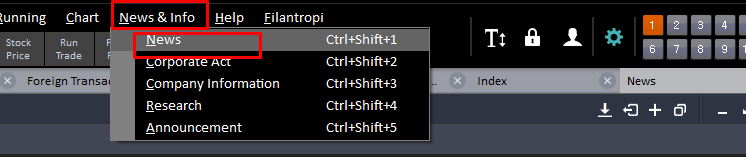 Running Chart News & Info Help Filantropi
Stock Price
Run Trade
News Ctrl+Shift+1
Corporate Act Ctrl+Shift+2
Company Information Ctrl+Shift+3
Research Ctrl+Shift+4
Announcement Ctrl+Shift+5
1 2 3 4 5
6 7 8 9 10
Foreign Transac
Index
News